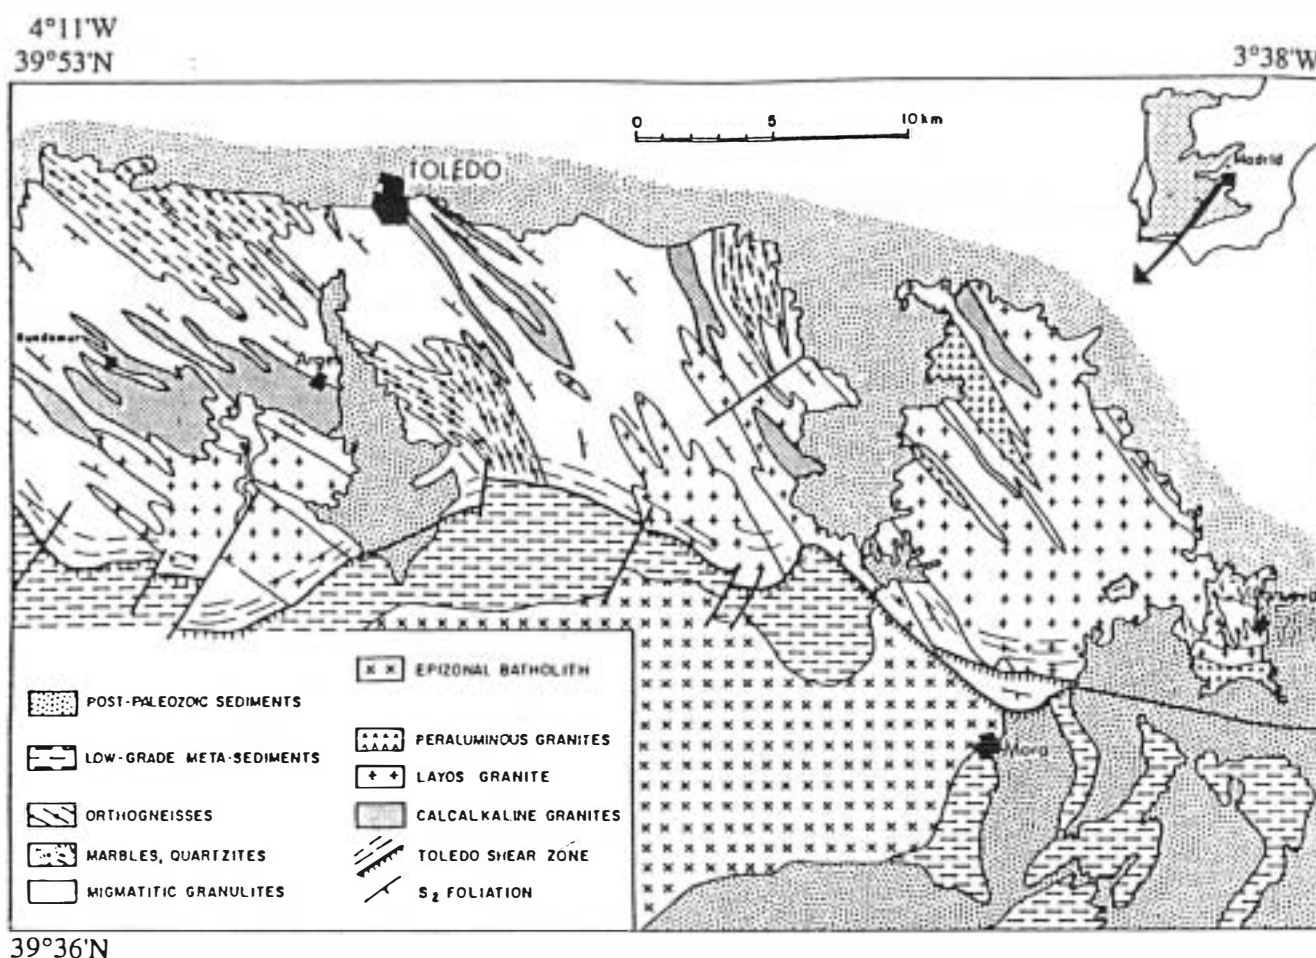 4°11'W
39°53'N
3°38'W
0 5 10 km
Madrid
TOLEDO
Mora
EPIZONAL BATHOLITH
POST-PALEOZOIC SEDIMENTS
PERALUMINOUS GRANITES
LOW-GRADE META-SEDIMENTS
LAYOS GRANITE
ORTHOGNEISSES
CALCALKALINE GRANITES
MARBLES, QUARTZITES
TOLEDO SHEAR ZONE
MIGMATITIC GRANULITES
S₂ FOLIATION
39°36'N